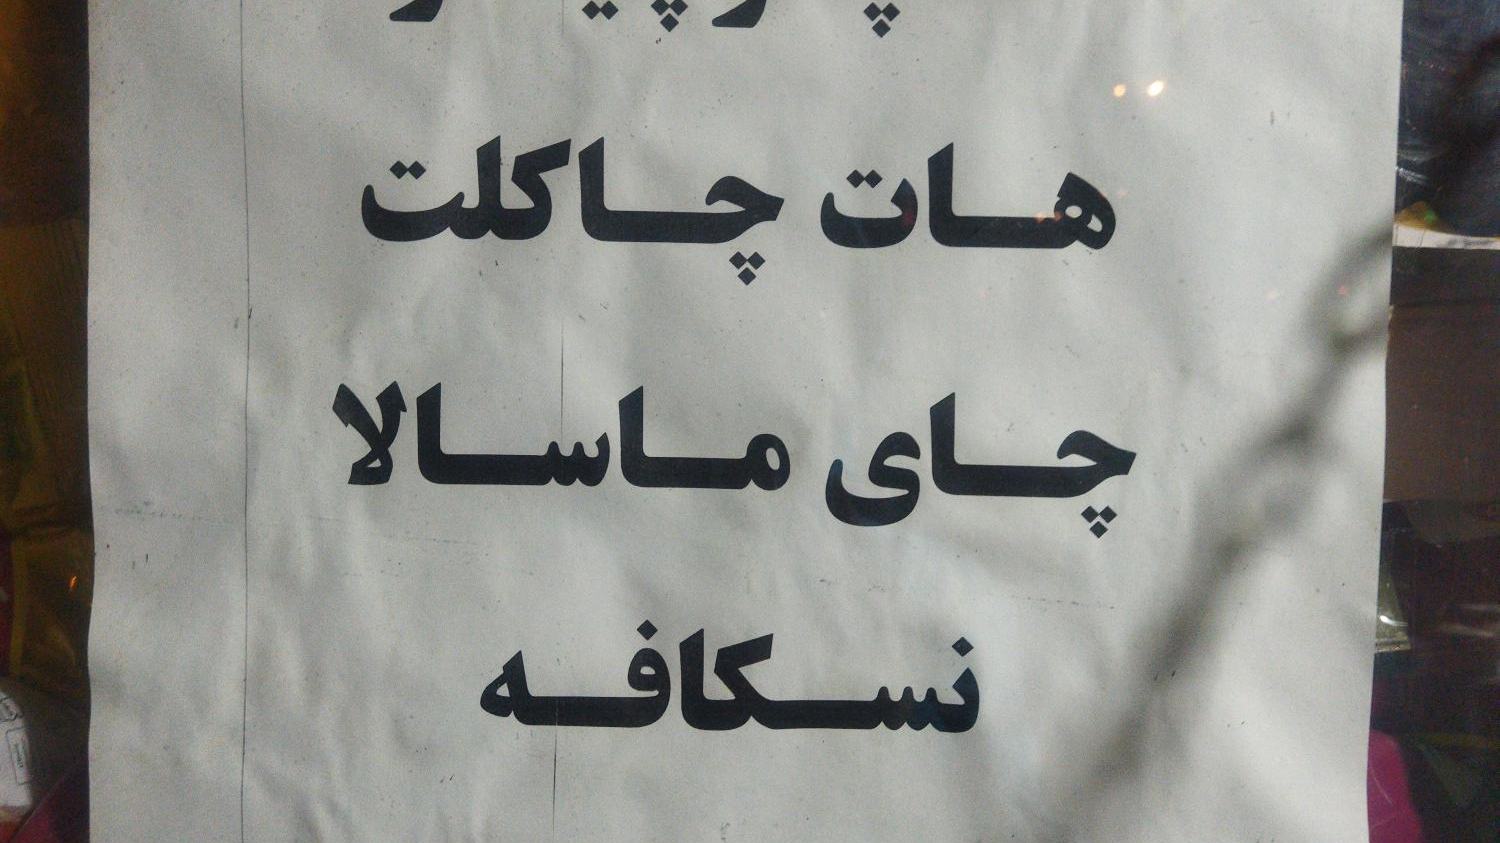 هات چاکلت
چای ماسالا
نسکافه